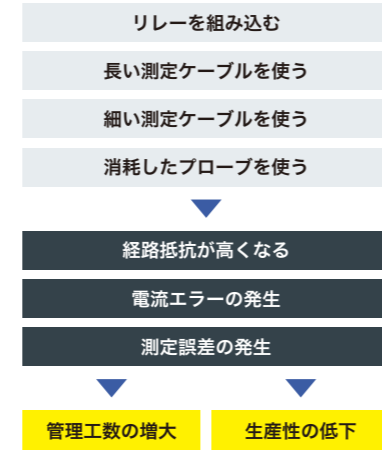 リレーを組み込む
長い測定ケーブルを使う
細い測定ケーブルを使う
消耗したプローブを使う
経路抵抗が高くなる
電流エラーの発生
測定誤差の発生
管理工数の増大
生産性の低下